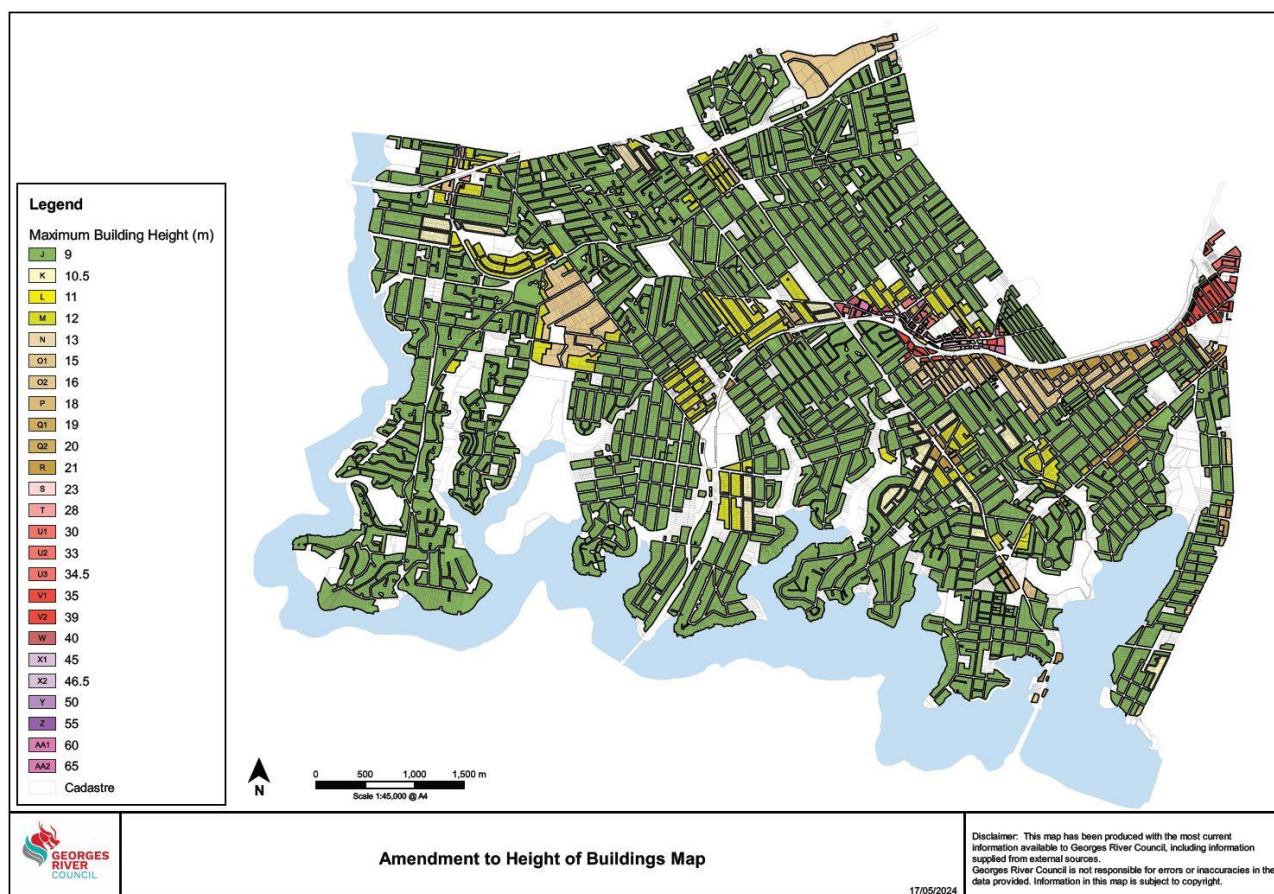 Legend
Maximum Building Height (m)
J 9
K 10.5
L 11
M 12
N 13
O1 15
O2 16
P 18
Q1 19
Q2 20
R 21
S 23
T 28
U1 30
U2 33
U3 34.5
V1 35
V2 39
W 40
X1 45
X2 46.5
Y 50
Z 55
AA1 60
AA2 65
Cadastre
N
0 500 1,000 1,500 m
Scale 1:45,000 @ A4
GEORGES
RIVER
COUNCIL
Amendment to Height of Buildings Map
17/05/2024
Disclaimer: This map has been produced with the most current
information available to Georges River Council, including information
supplied from external sources.
Georges River Council is not responsible for errors or inaccuracies in the
data provided. Information in this map is subject to copyright.